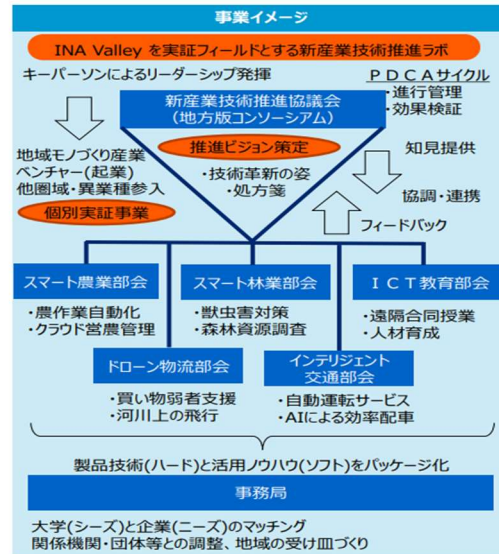 事業イメージ
INA Valley を実証フィールドとする新産業技術推進ラボ
キーパーソンによるリーダーシップ発揮
PDCAサイクル
・進行管理
・効果検証
新産業技術推進協議会
(地方版コンソーシアム)
推進ビジョン策定
・技術革新の姿
・処方箋
地域モノづくり産業
ベンチャー(起業)
他圏域・異業種参入
個別実証事業
知見提供
協調・連携
フィードバック
スマート農業部会
・農作業自動化
・クラウド営農管理
スマート林業部会
・獣虫害対策
・森林資源調査
ICT教育部会
・遠隔合同授業
・人材育成
ドローン物流部会
・買い物弱者支援
・河川上の飛行
インテリジェント
交通部会
・自動運転サービス
・AIによる効率配車
製品技術(ハード)と活用ノウハウ(ソフト)をパッケージ化
事務局
大学(シーズ)と企業(ニーズ)のマッチング
関係機関・団体等との調整、地域の受け皿づくり